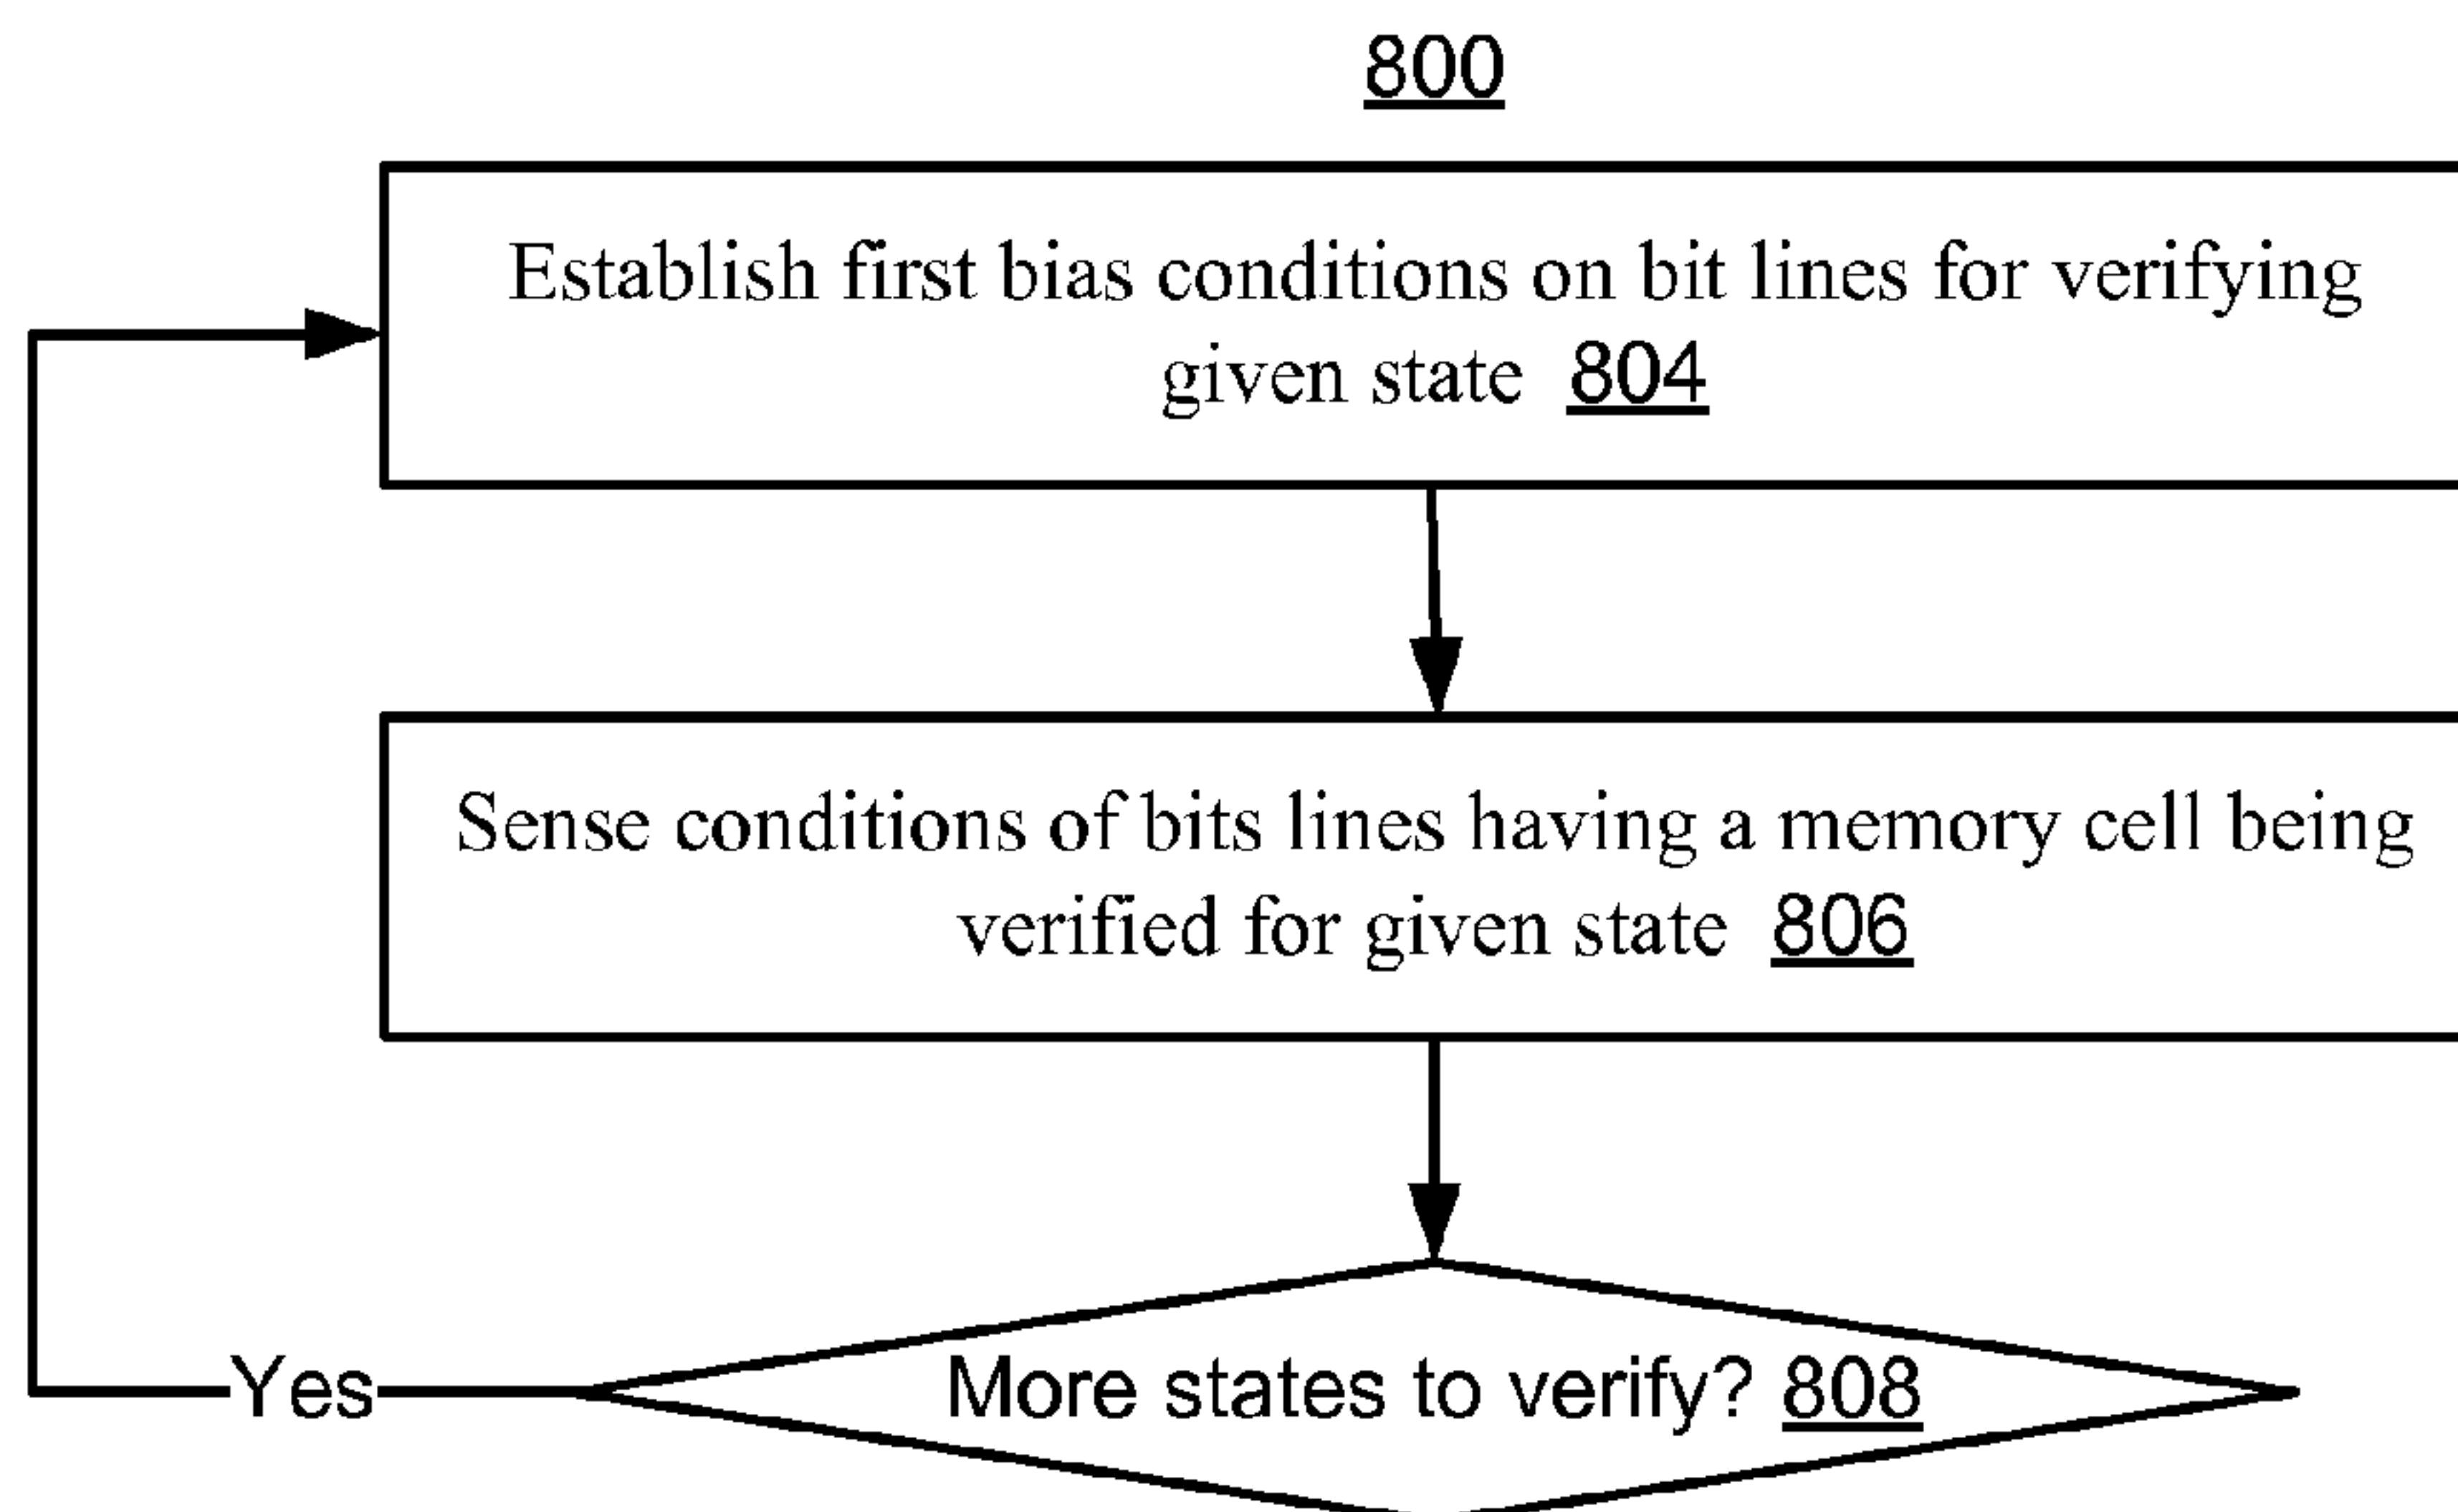 800
Establish first bias conditions on bit lines for verifying
given state 804
Sense conditions of bits lines having a memory cell being
verified for given state 806
Yes
More states to verify? 808